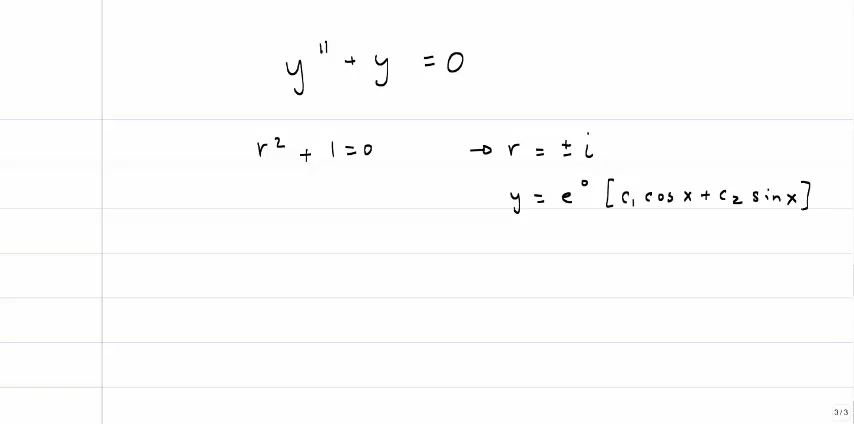 y'' + y = 0
r² + 1 = 0 → r = ± i
y = e⁰ [c₁ cos x + c₂ sin x]
3/3